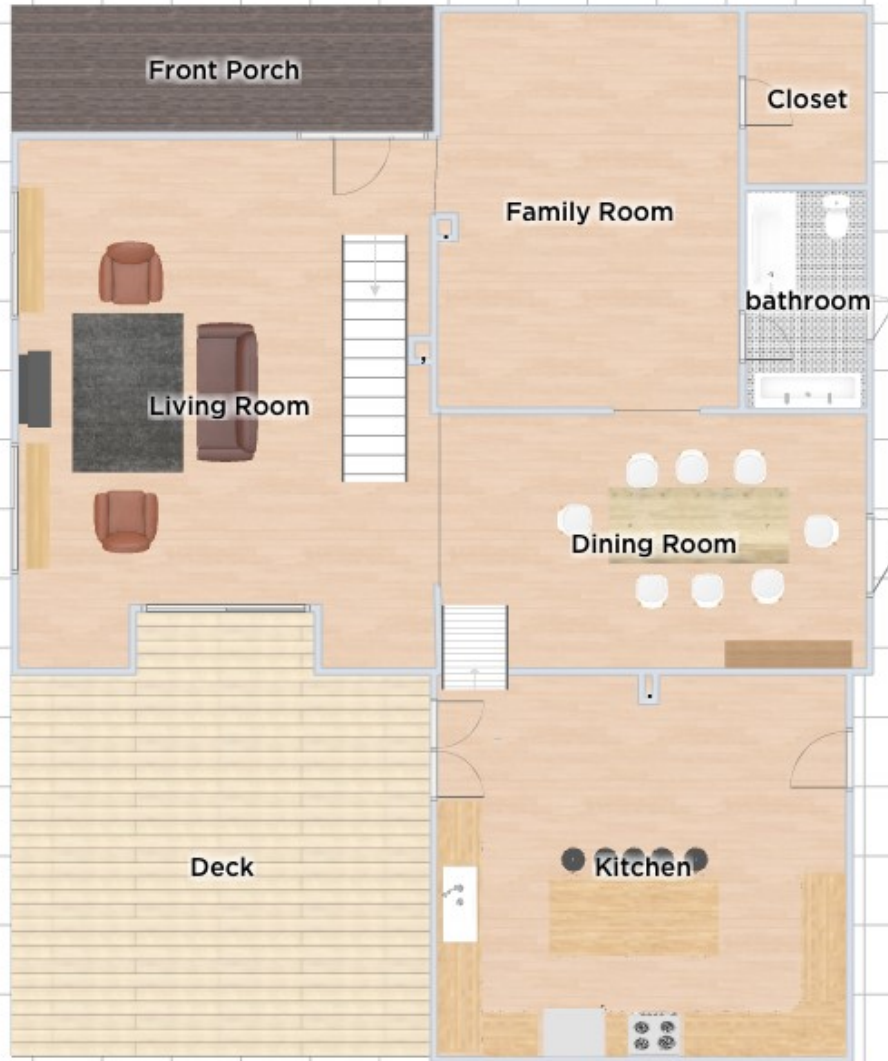 Front Porch
Closet
Family Room
bathroom
Living Room
Dining Room
Deck
Kitchen